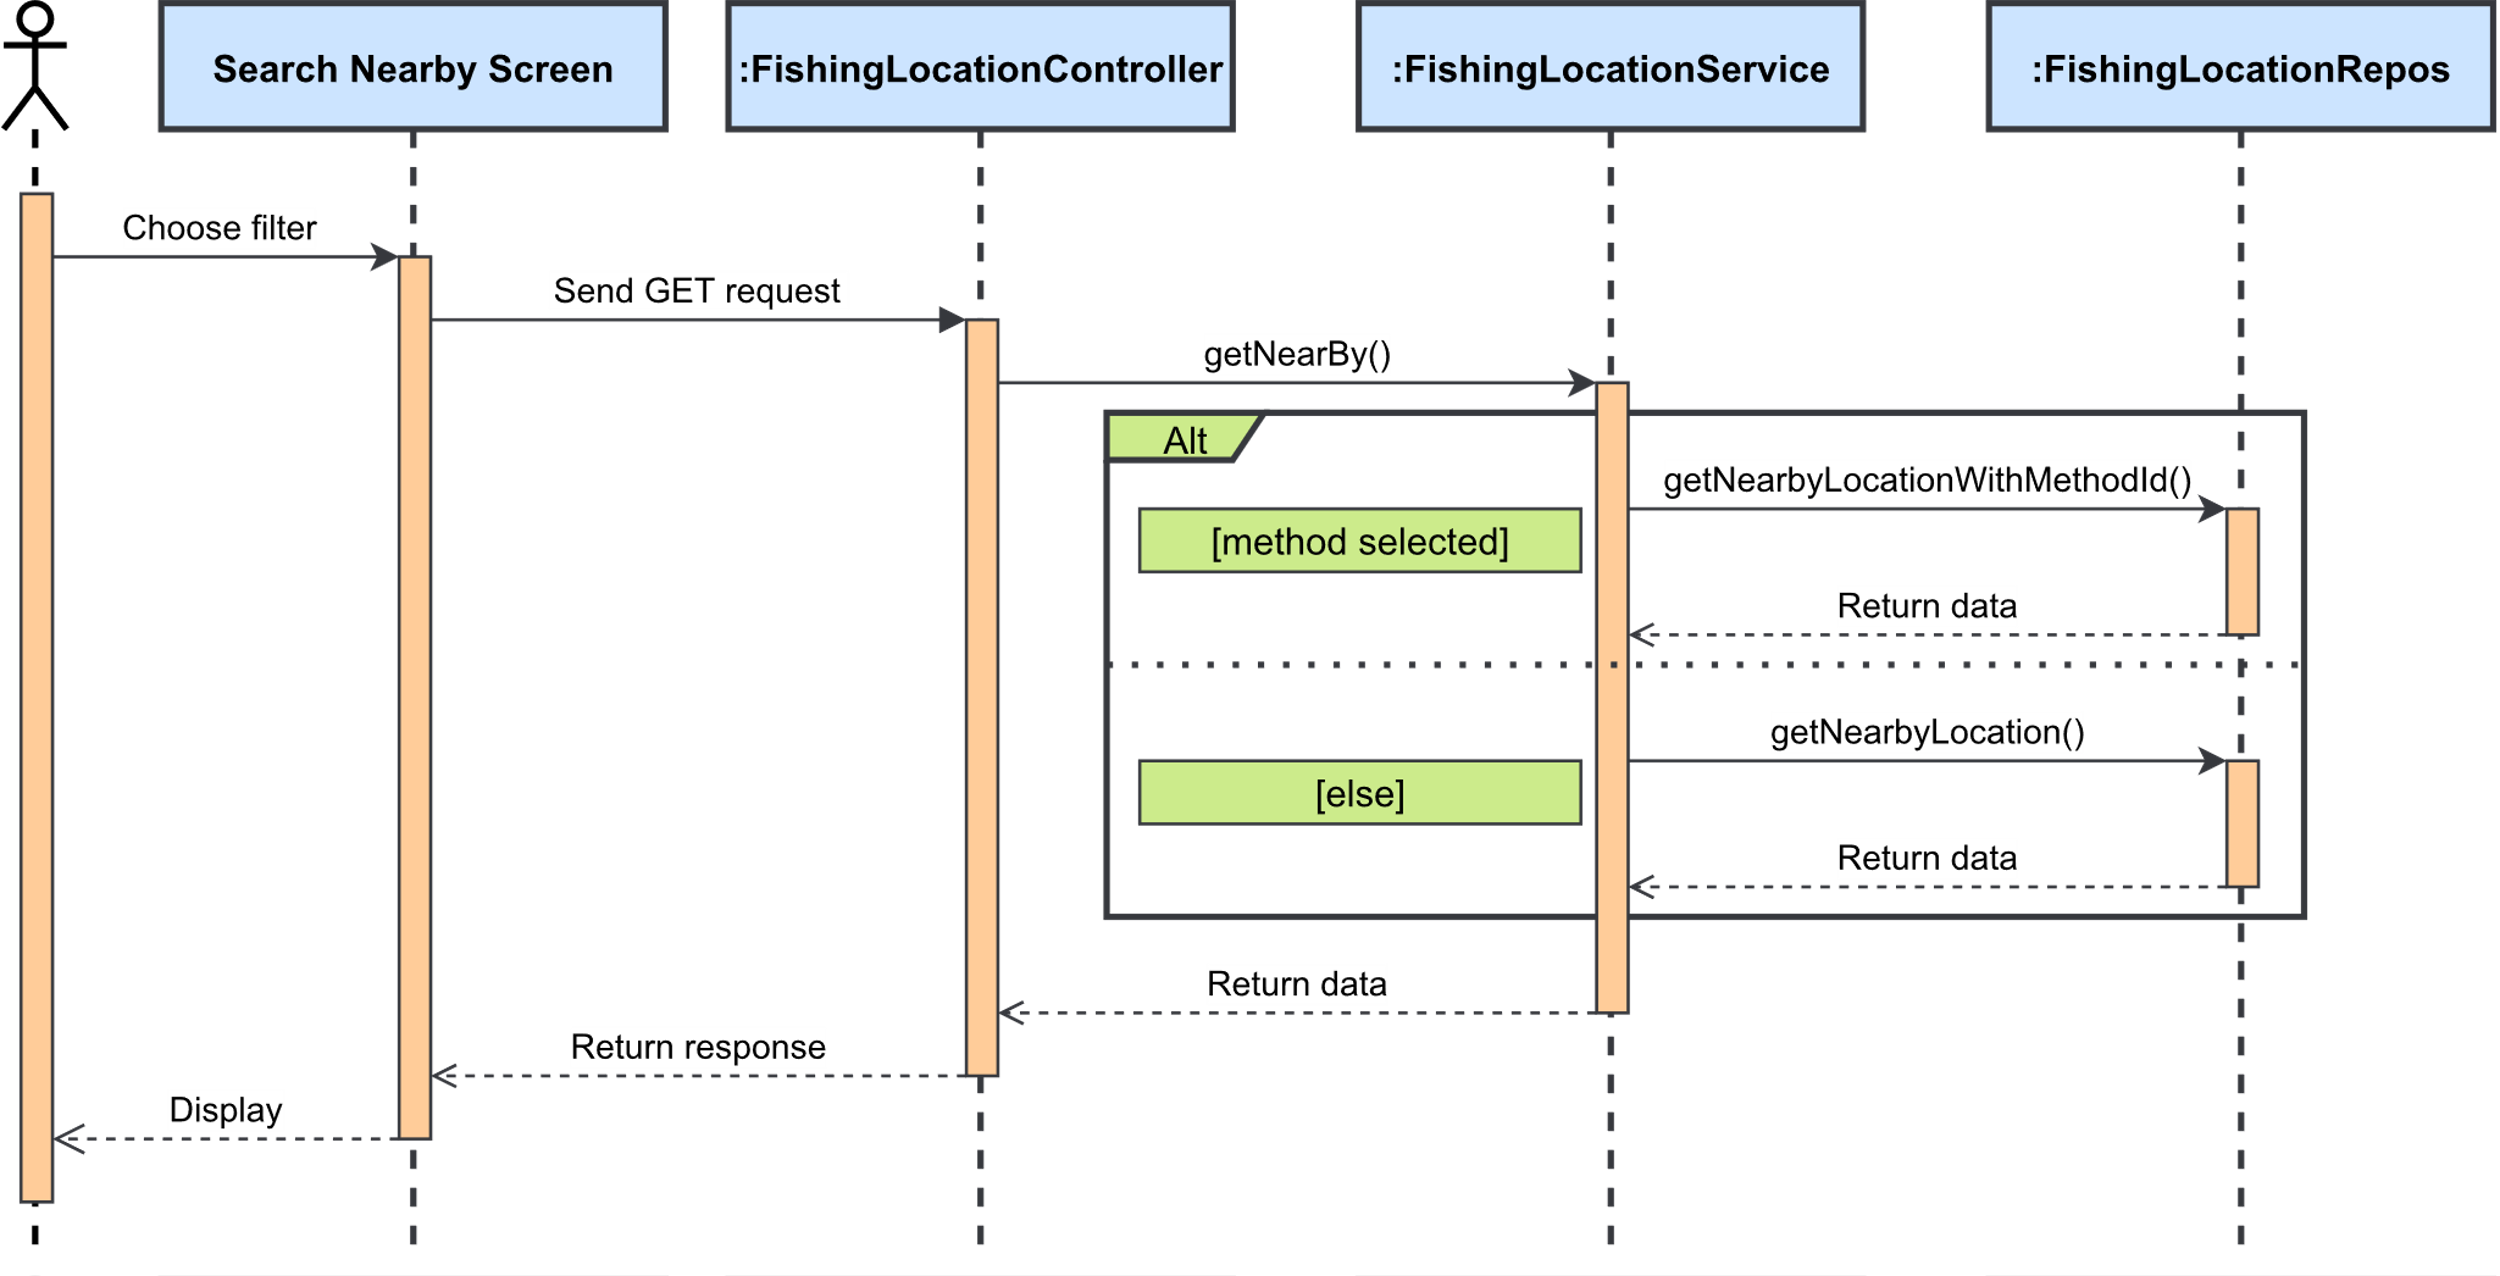 Search Nearby Screen
:FishingLocationController
:FishingLocationService
:FishingLocationRepos
Choose filter
Send GET request
getNearBy()
Alt
getNearbyLocationWithMethodId()
[method selected]
Return data
getNearbyLocation()
[else]
Return data
Return data
Return response
Display